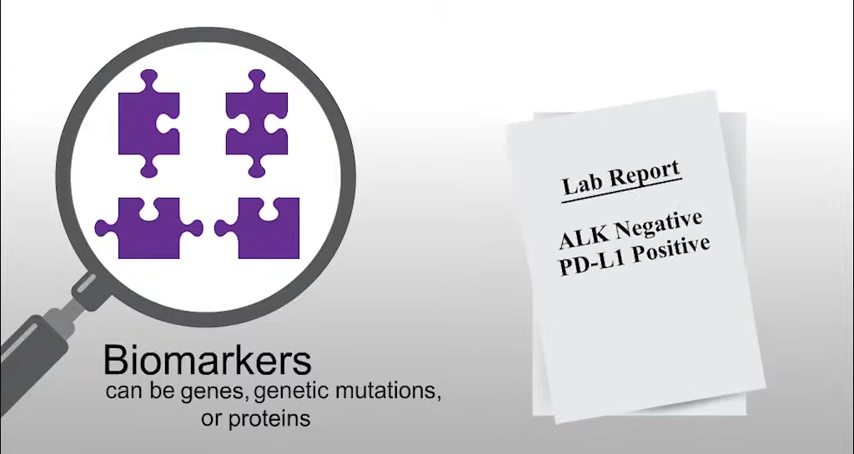 Biomarkers
can be genes, genetic mutations,
or proteins
Lab Report
ALK Negative
PD-L1 Positive